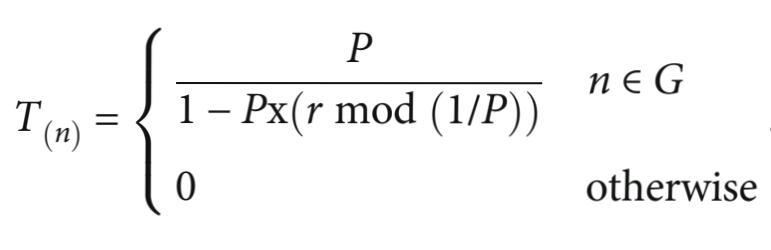 T(n) = { P / (1 − Px(r mod (1/P))) n ∈ G
0 otherwise